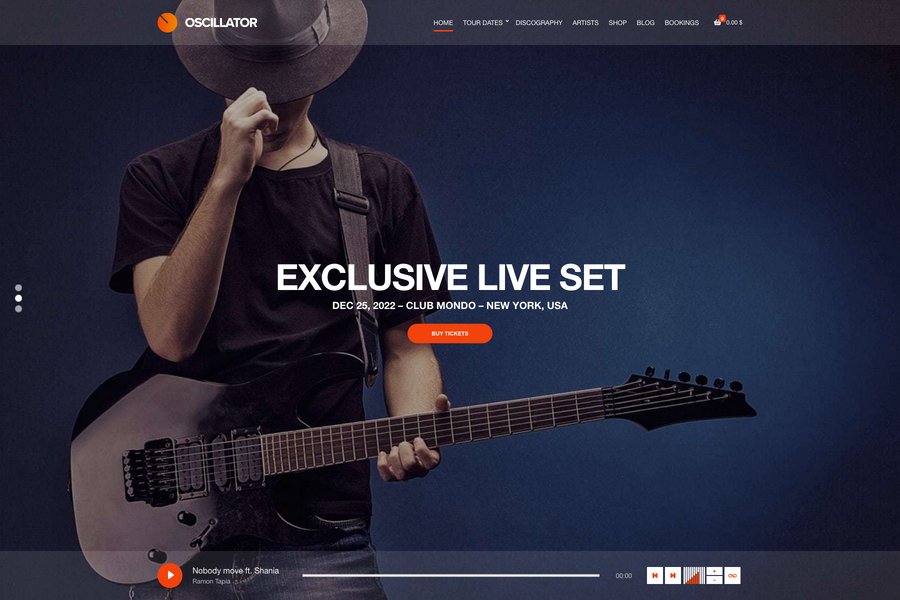 OSCILLATOR
HOME TOUR DATES DISCOGRAPHY ARTISTS SHOP BLOG BOOKINGS 0 0.00 $
EXCLUSIVE LIVE SET
DEC 25, 2022 – CLUB MONDO – NEW YORK, USA
BUY TICKETS
Nobody move ft. Shania
Ramon Tapia
00:00
+
-